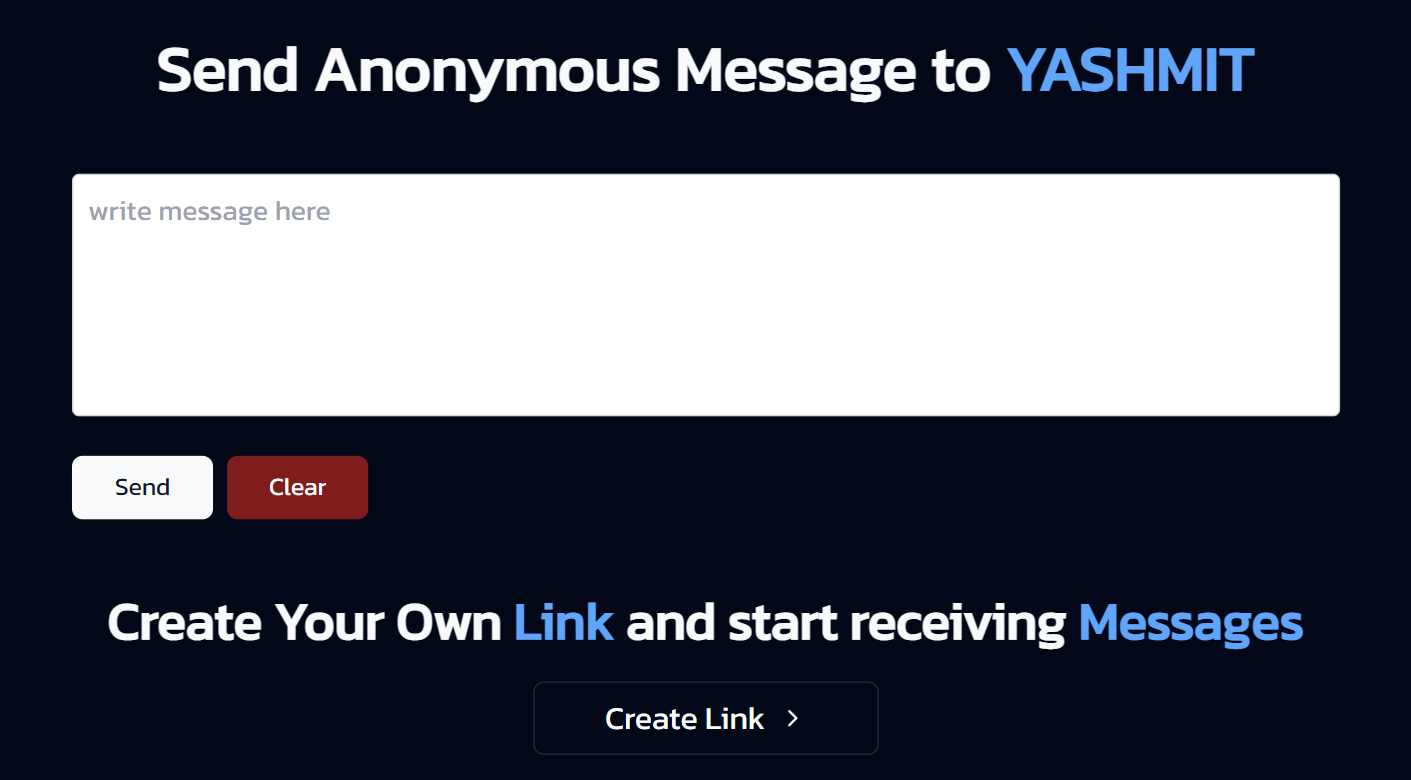 Send Anonymous Message to YASHMIT
write message here
Send Clear
Create Your Own Link and start receiving Messages
Create Link